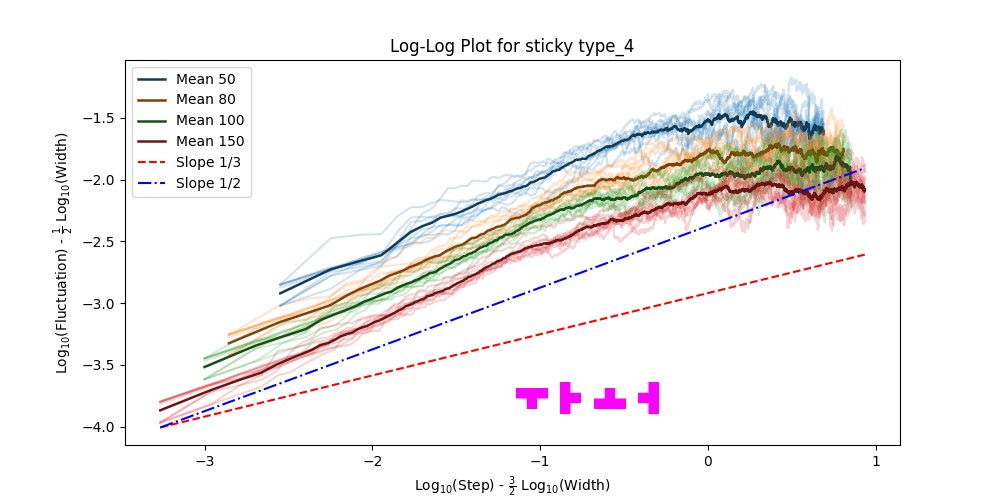 Log-Log Plot for sticky type_4
Mean 50
Mean 80
Mean 100
Mean 150
Slope 1/3
Slope 1/2
Log₁₀(Fluctuation) - ½ Log₁₀(Width)
−1.5
−2.0
−2.5
−3.0
−3.5
−4.0
−3 −2 −1 0 1
Log₁₀(Step) - 3/2 Log₁₀(Width)